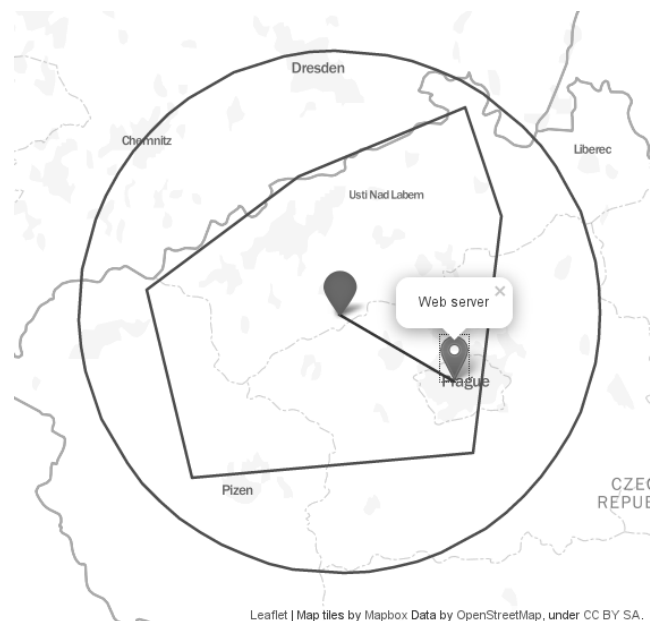 Dresden
Chemnitz
Liberec
Usti Nad Labem
×
Web server
Prague
Plzen
CZEC
REPUB
Leaflet | Map tiles by Mapbox Data by OpenStreetMap, under CC BY SA.